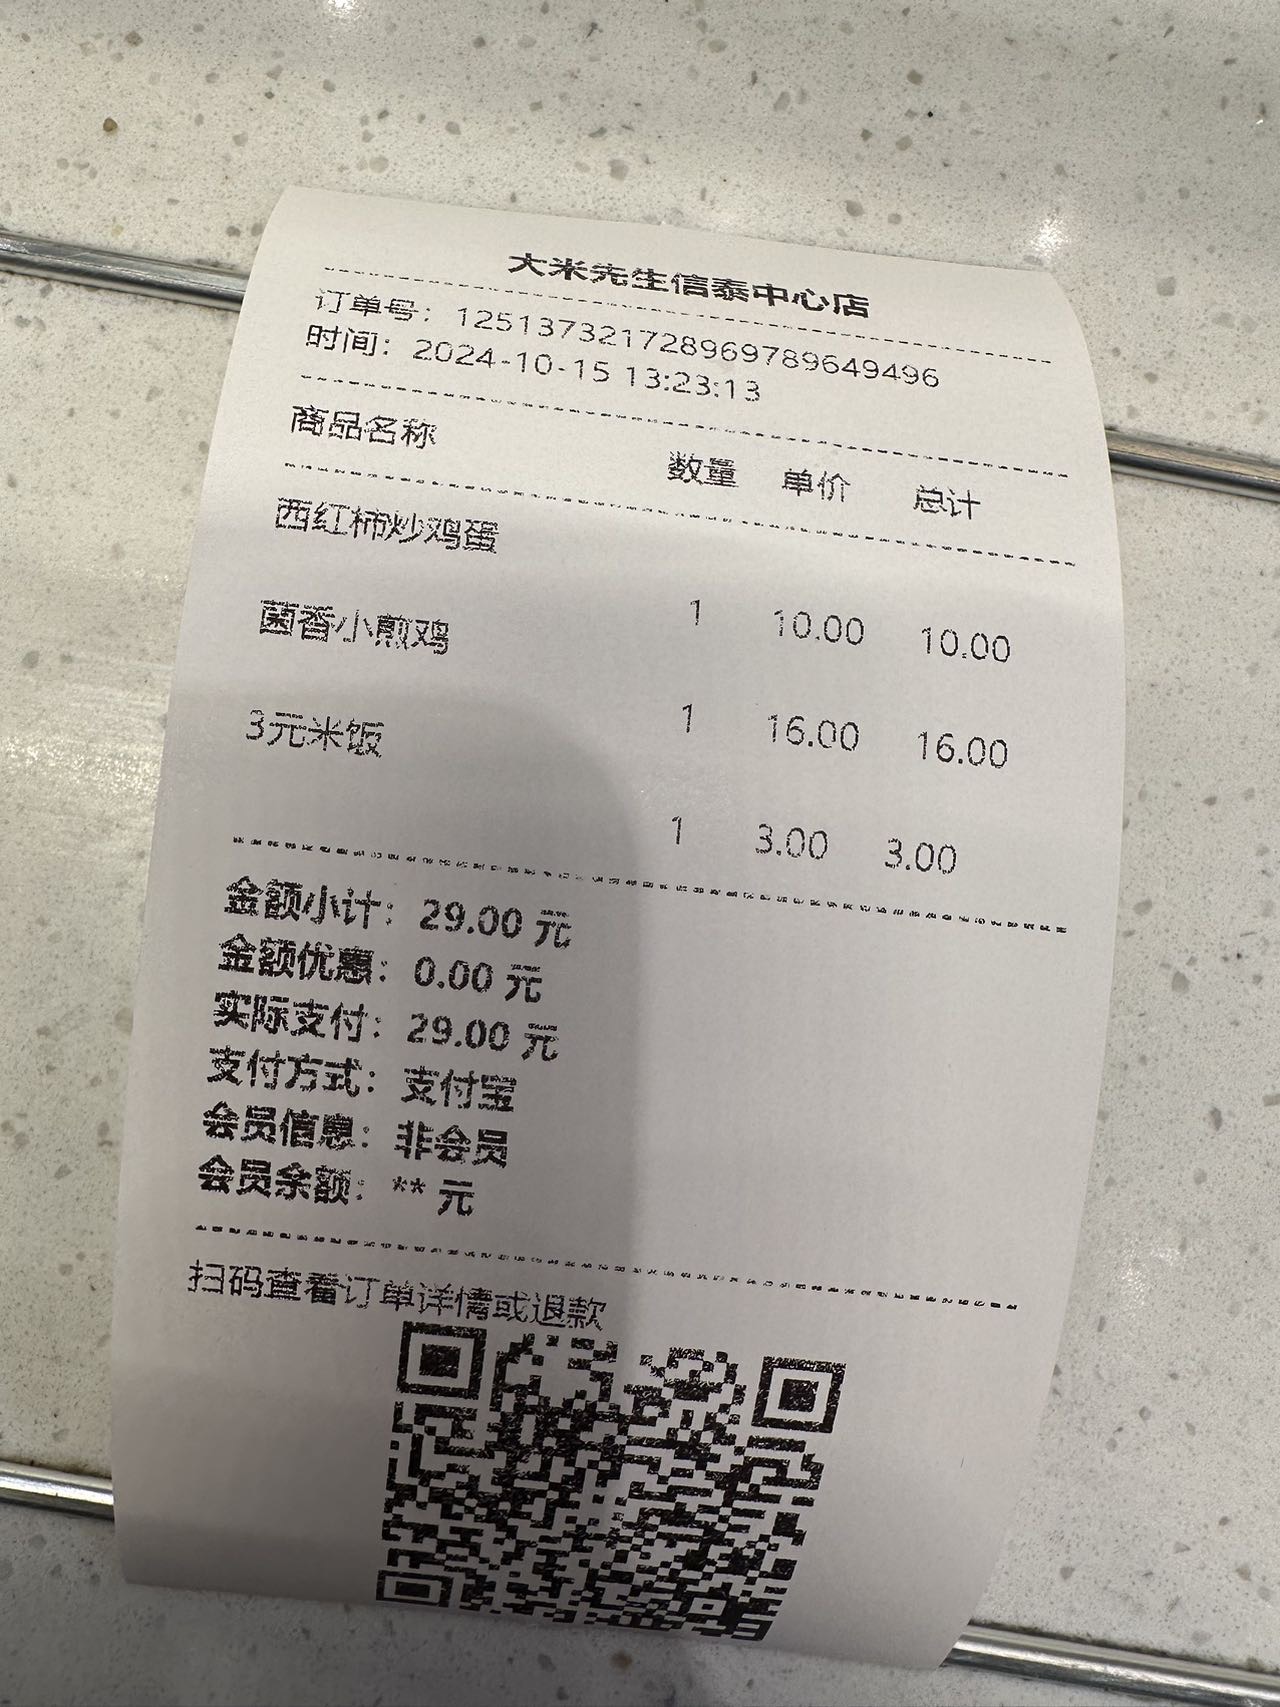 大米先生信泰中心店
订单号：1251373217289697896494​96
时间：2024-10-15 13:23:13
商品名称 数量 单价 总计
西红柿炒鸡蛋
1 10.00 10.00
菌香小煎鸡
1 16.00 16.00
3元米饭
1 3.00 3.00
金额小计：29.00 元
金额优惠：0.00 元
实际支付：29.00 元
支付方式：支付宝
会员信息：非会员
会员余额：** 元
扫码查看订单详情或退款